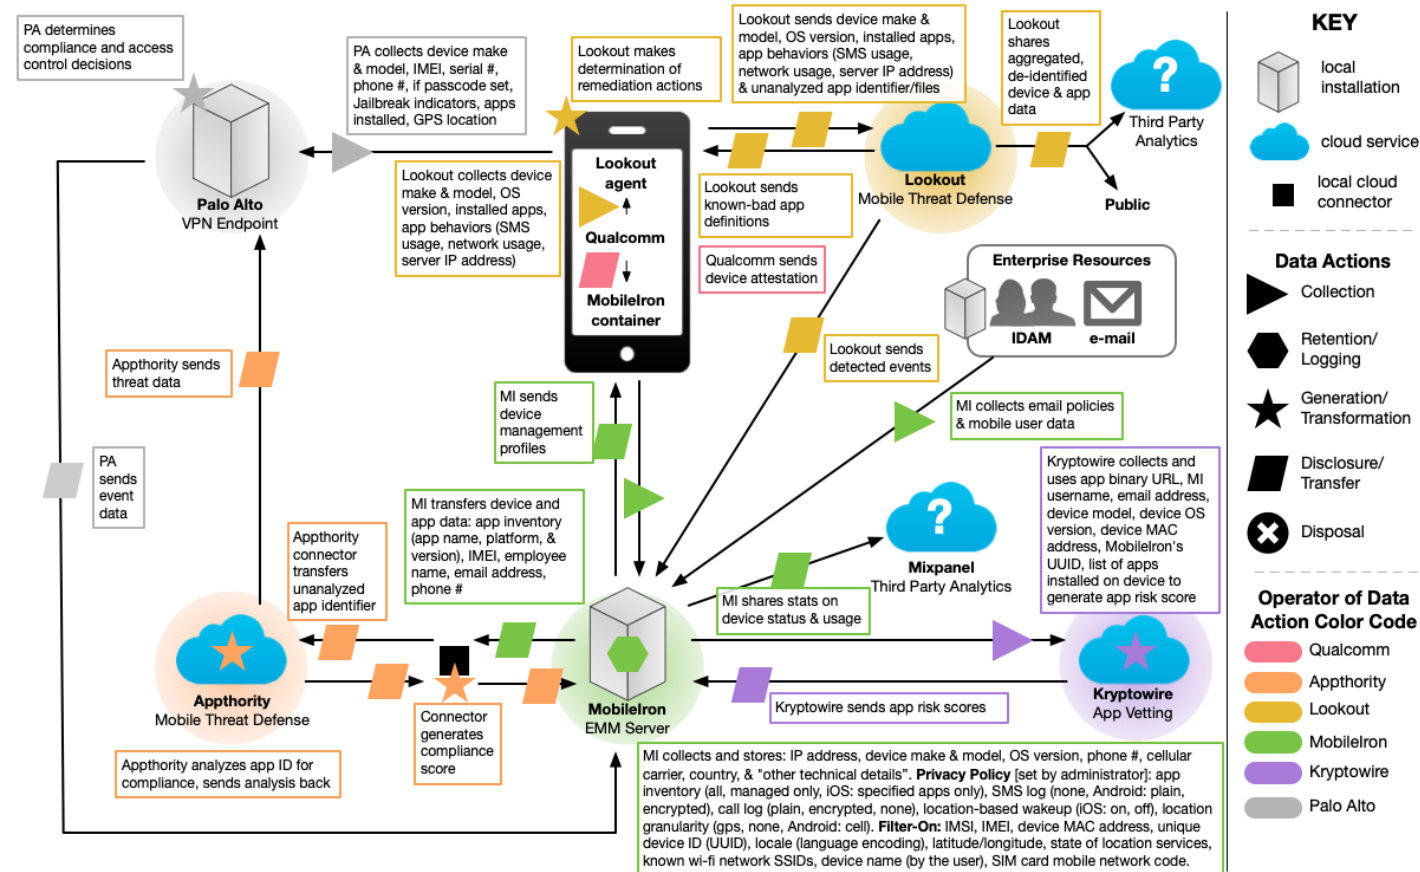 PA determines
compliance and access
control decisions
PA collects device make
& model, IMEI, serial #,
phone #, if passcode set,
Jailbreak indicators, apps
installed, GPS location
Lookout makes
determination of
remediation actions
Lookout sends device make &
model, OS version, installed apps,
app behaviors (SMS usage,
network usage, server IP address)
& unanalyzed app identifier/files
Lookout
shares
aggregated,
de-identified
device & app
data
?
Third Party
Analytics
Public
Palo Alto
VPN Endpoint
Lookout collects device
make & model, OS
version, installed apps,
app behaviors (SMS
usage, network usage,
server IP address)
Lookout
agent
Qualcomm
MobileIron
container
Lookout sends
known-bad app
definitions
Qualcomm sends
device attestation
Lookout
Mobile Threat Defense
Enterprise Resources
IDAM
e-mail
Lookout sends
detected events
MI collects email policies
& mobile user data
Appthority sends
threat data
MI sends
device
management
profiles
PA
sends
event
data
Appthority
connector
transfers
unanalyzed
app identifier
MI transfers device and
app data: app inventory
(app name, platform, &
version), IMEI, employee
name, email address,
phone #
?
Mixpanel
Third Party Analytics
MI shares stats on
device status & usage
Kryptowire collects and
uses app binary URL, MI
username, email address,
device model, device OS
version, device MAC
address, MobileIron's
UUID, list of apps
installed on device to
generate app risk score
Appthority
Mobile Threat Defense
Appthority analyzes app ID for
compliance, sends analysis back
Connector
generates
compliance
score
MobileIron
EMM Server
Kryptowire sends app risk scores
Kryptowire
App Vetting
MI collects and stores: IP address, device make & model, OS version, phone #, cellular
carrier, country, & "other technical details". Privacy Policy [set by administrator]: app
inventory (all, managed only, iOS: specified apps only), SMS log (none, Android: plain,
encrypted), call log (plain, encrypted, none), location-based wakeup (iOS: on, off), location
granularity (gps, none, Android: cell). Filter-On: IMSI, IMEI, device MAC address, unique
device ID (UUID), locale (language encoding), latitude/longitude, state of location services,
known wi-fi network SSIDs, device name (by the user), SIM card mobile network code.
KEY
local
installation
cloud service
local cloud
connector
Data Actions
Collection
Retention/
Logging
Generation/
Transformation
Disclosure/
Transfer
Disposal
Operator of Data
Action Color Code
Qualcomm
Appthority
Lookout
MobileIron
Kryptowire
Palo Alto